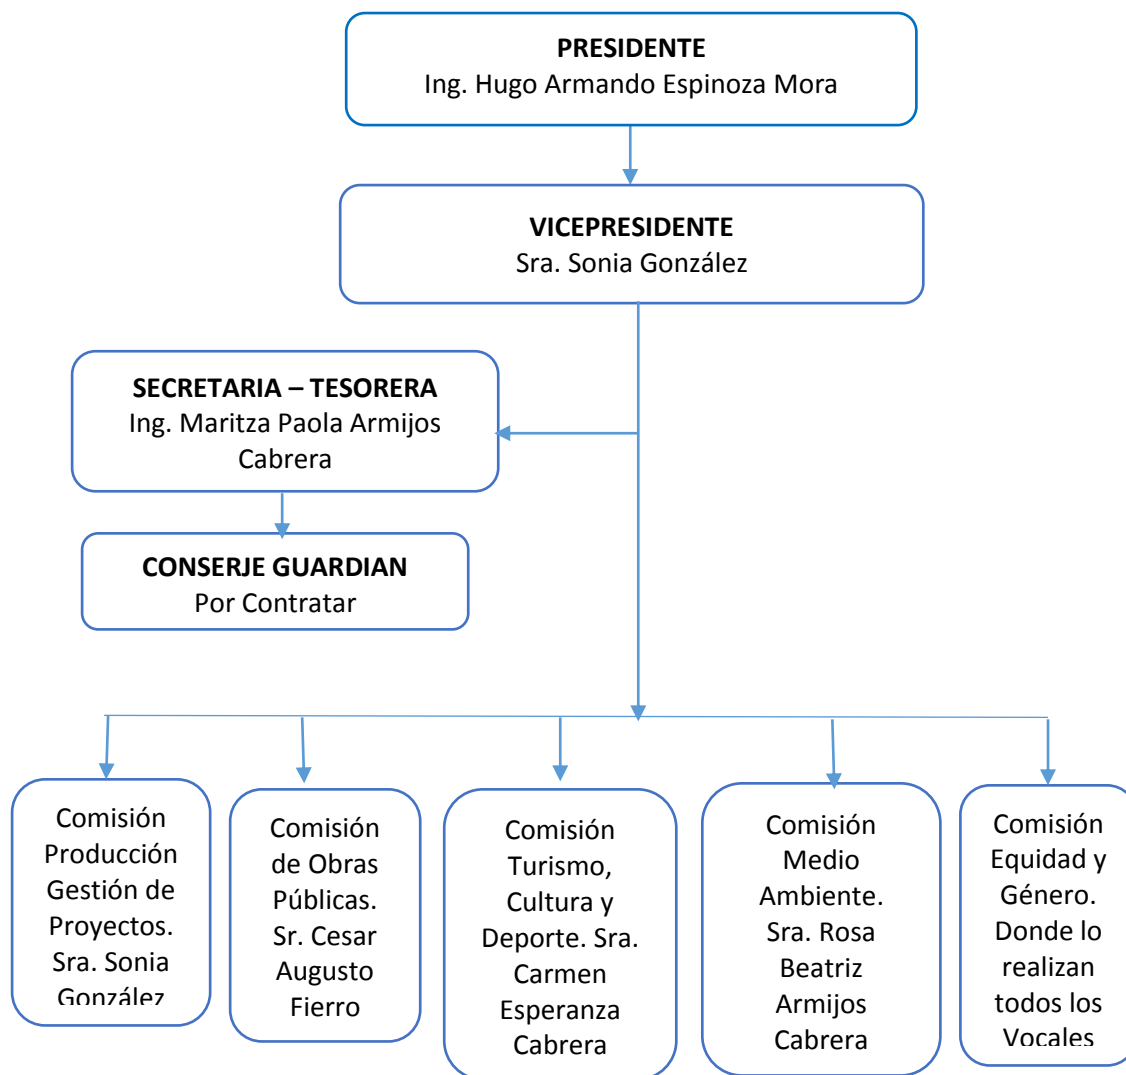 PRESIDENTE
Ing. Hugo Armando Espinoza Mora
VICEPRESIDENTE
Sra. Sonia González
SECRETARIA – TESORERA
Ing. Maritza Paola Armijos
Cabrera
CONSERJE GUARDIAN
Por Contratar
Comisión
Producción
Gestión de
Proyectos.
Sra. Sonia
González
Comisión
de Obras
Públicas.
Sr. Cesar
Augusto
Fierro
Comisión
Turismo,
Cultura y
Deporte. Sra.
Carmen
Esperanza
Cabrera
Comisión
Medio
Ambiente.
Sra. Rosa
Beatriz
Armijos
Cabrera
Comisión
Equidad y
Género.
Donde lo
realizan
todos los
Vocales